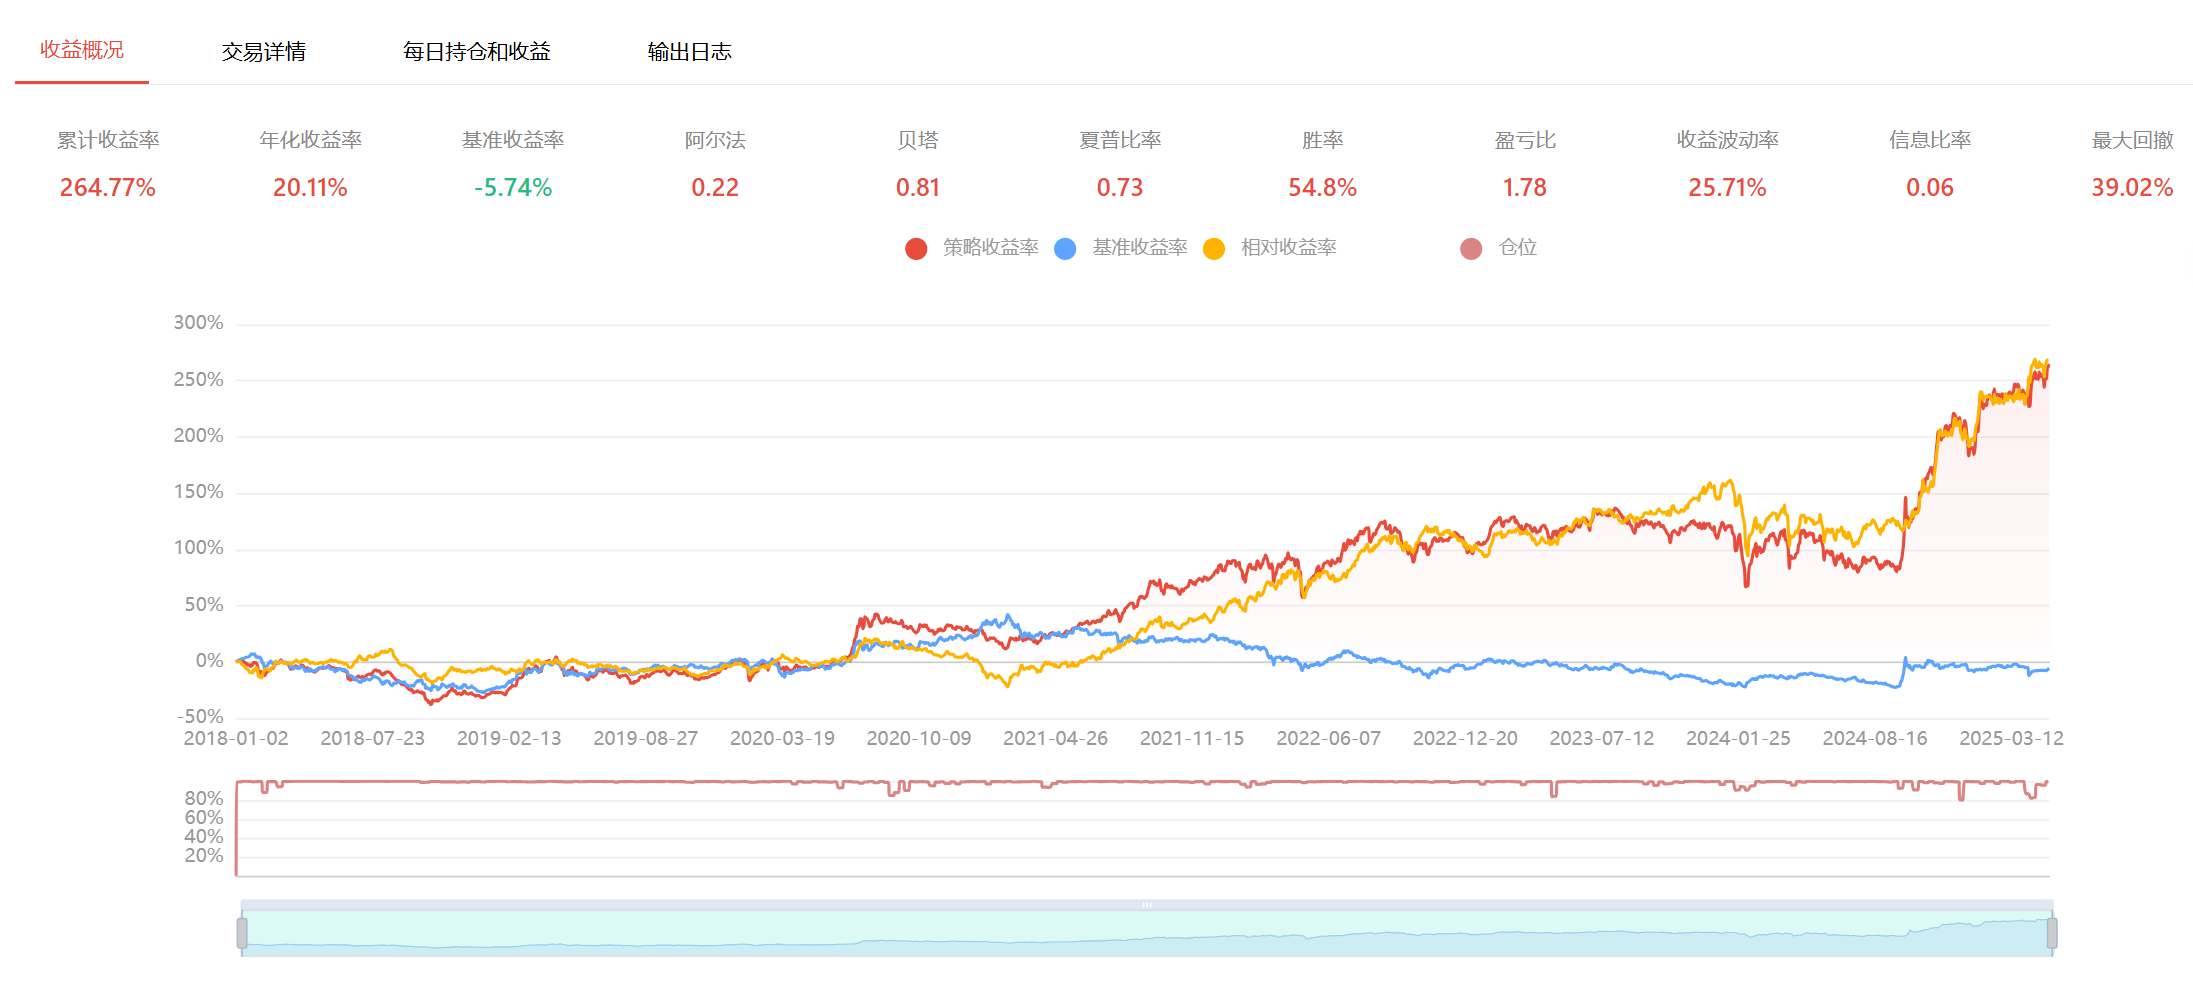 收益概况 交易详情 每日持仓和收益 输出日志
累计收益率 年化收益率 基准收益率 阿尔法 贝塔 夏普比率 胜率 盈亏比 收益波动率 信息比率 最大回撤
264.77% 20.11% -5.74% 0.22 0.81 0.73 54.8% 1.78 25.71% 0.06 39.02%
策略收益率 基准收益率 相对收益率 仓位
300%
250%
200%
150%
100%
50%
0%
-50%
2018-01-02 2018-07-23 2019-02-13 2019-08-27 2020-03-19 2020-10-09 2021-04-26 2021-11-15 2022-06-07 2022-12-20 2023-07-12 2024-01-25 2024-08-16 2025-03-12
80%
60%
40%
20%